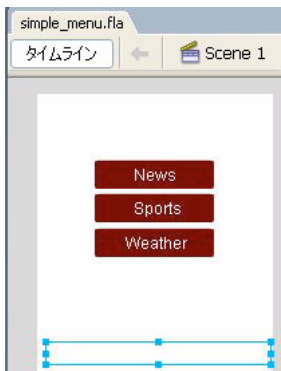 simple_menu.fla
タイムライン Scene 1
News
Sports
Weather